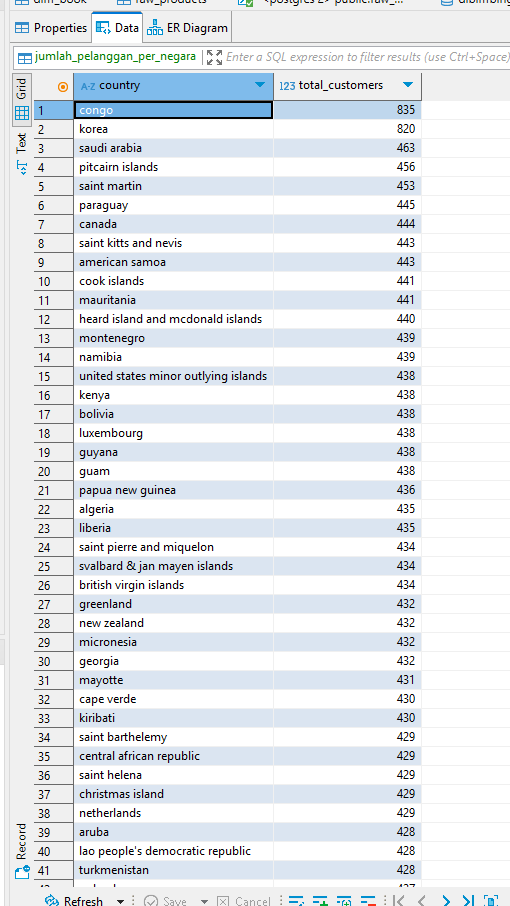 dim_book raw_products <postgres 2> public.raw_...
Properties Data ER Diagram
jumlah_pelanggan_per_negara Enter a SQL expression to filter results (use Ctrl+Space)
Grid
Text
Record
A-Z country 123 total_customers
1 congo 835
2 korea 820
3 saudi arabia 463
4 pitcairn islands 456
5 saint martin 453
6 paraguay 445
7 canada 444
8 saint kitts and nevis 443
9 american samoa 443
10 cook islands 441
11 mauritania 441
12 heard island and mcdonald islands 440
13 montenegro 439
14 namibia 439
15 united states minor outlying islands 438
16 kenya 438
17 bolivia 438
18 luxembourg 438
19 guyana 438
20 guam 438
21 papua new guinea 436
22 algeria 435
23 liberia 435
24 saint pierre and miquelon 434
25 svalbard & jan mayen islands 434
26 british virgin islands 434
27 greenland 432
28 new zealand 432
29 micronesia 432
30 georgia 432
31 mayotte 431
32 cape verde 430
33 kiribati 430
34 saint barthelemy 429
35 central african republic 429
36 saint helena 429
37 christmas island 429
38 netherlands 429
39 aruba 428
40 lao people's democratic republic 428
41 turkmenistan 428
Refresh Save Cancel